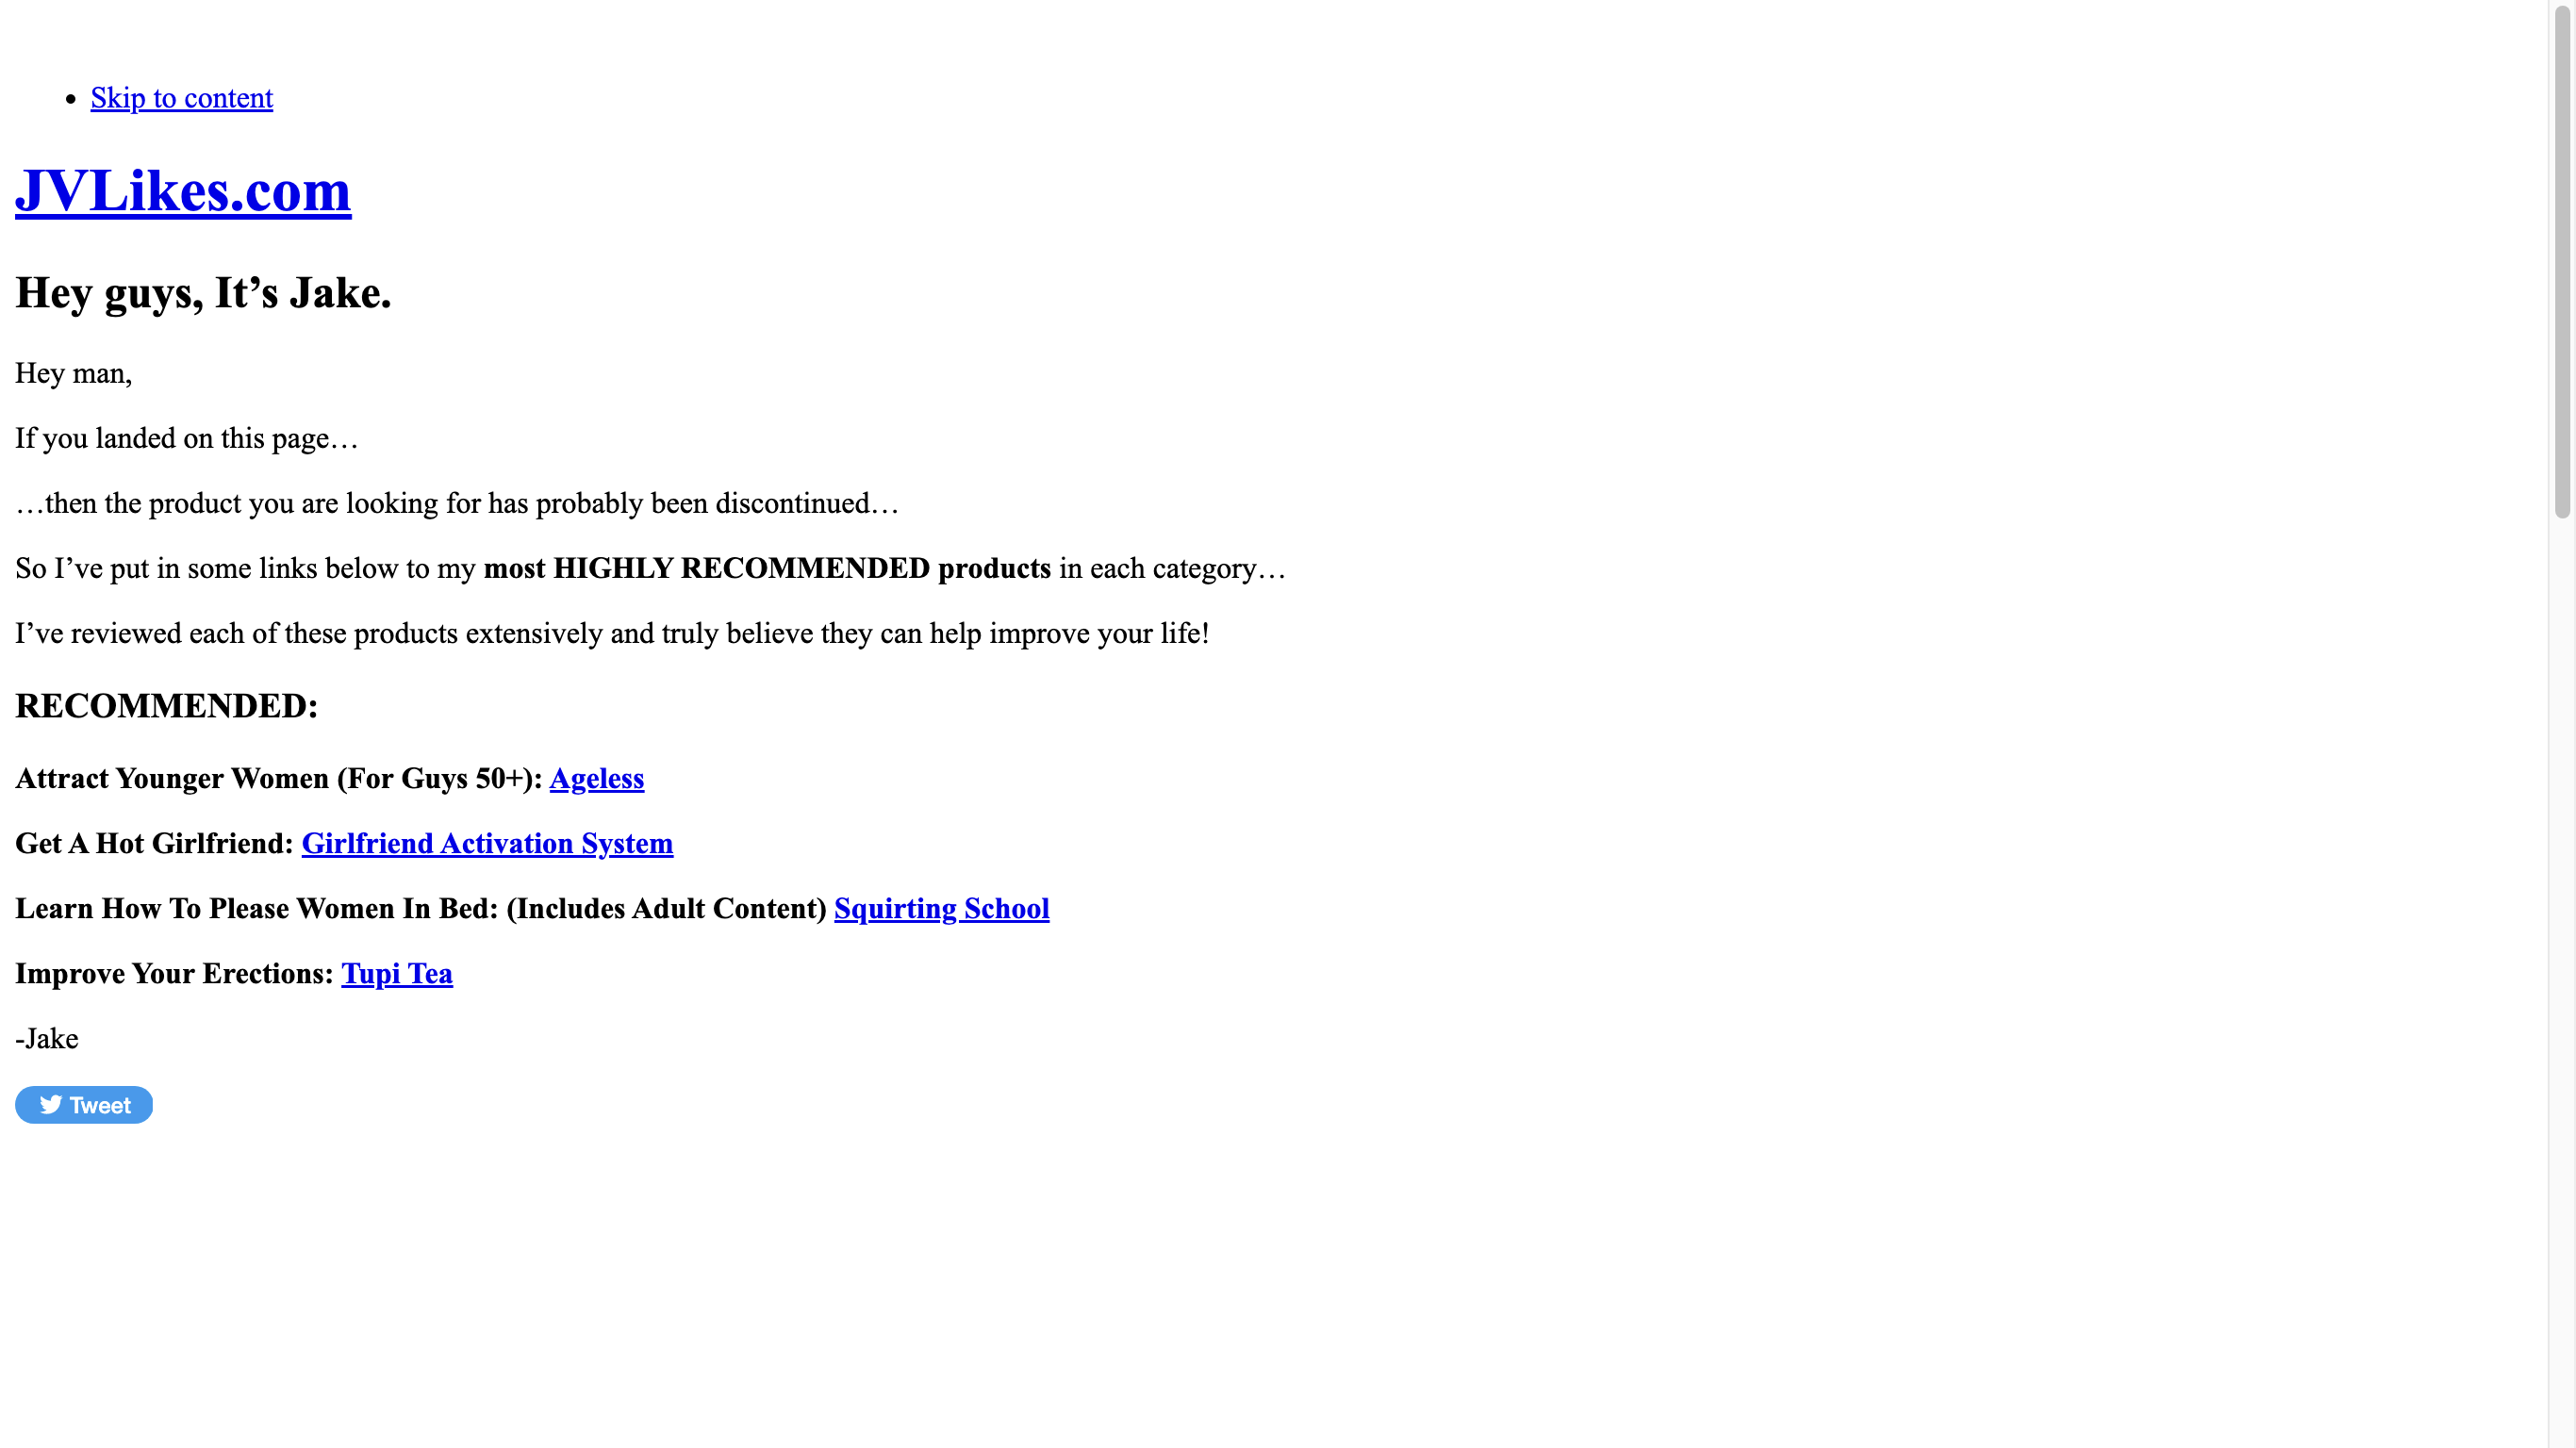 Skip to content
JVLikes.com
Hey guys, It’s Jake.
Hey man,
If you landed on this page…
…then the product you are looking for has probably been discontinued…
So I’ve put in some links below to my most HIGHLY RECOMMENDED products in each category…
I’ve reviewed each of these products extensively and truly believe they can help improve your life!
RECOMMENDED:
Attract Younger Women (For Guys 50+): Ageless
Get A Hot Girlfriend: Girlfriend Activation System
Learn How To Please Women In Bed: (Includes Adult Content) Squirting School
Improve Your Erections: Tupi Tea
-Jake
Tweet